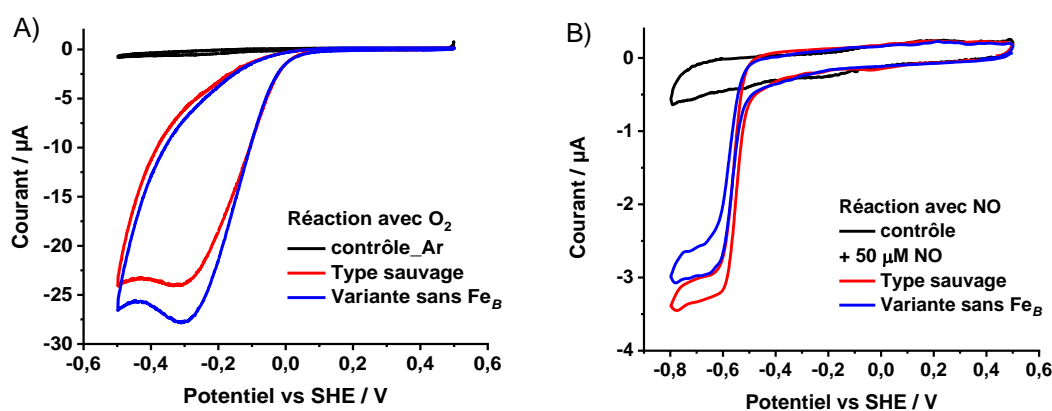 A)
0
-5
-10
-15
-20
-25
-30
Courant / µA
Réaction avec O2
contrôle_Ar
Type sauvage
Variante sans FeB
-0,6 -0,4 -0,2 0,0 0,2 0,4 0,6
Potentiel vs SHE / V
B)
0
-1
-2
-3
-4
Courant / µA
Réaction avec NO
contrôle
+ 50 µM NO
Type sauvage
Variante sans FeB
-0,8 -0,6 -0,4 -0,2 0,0 0,2 0,4 0,6
Potentiel vs SHE / V